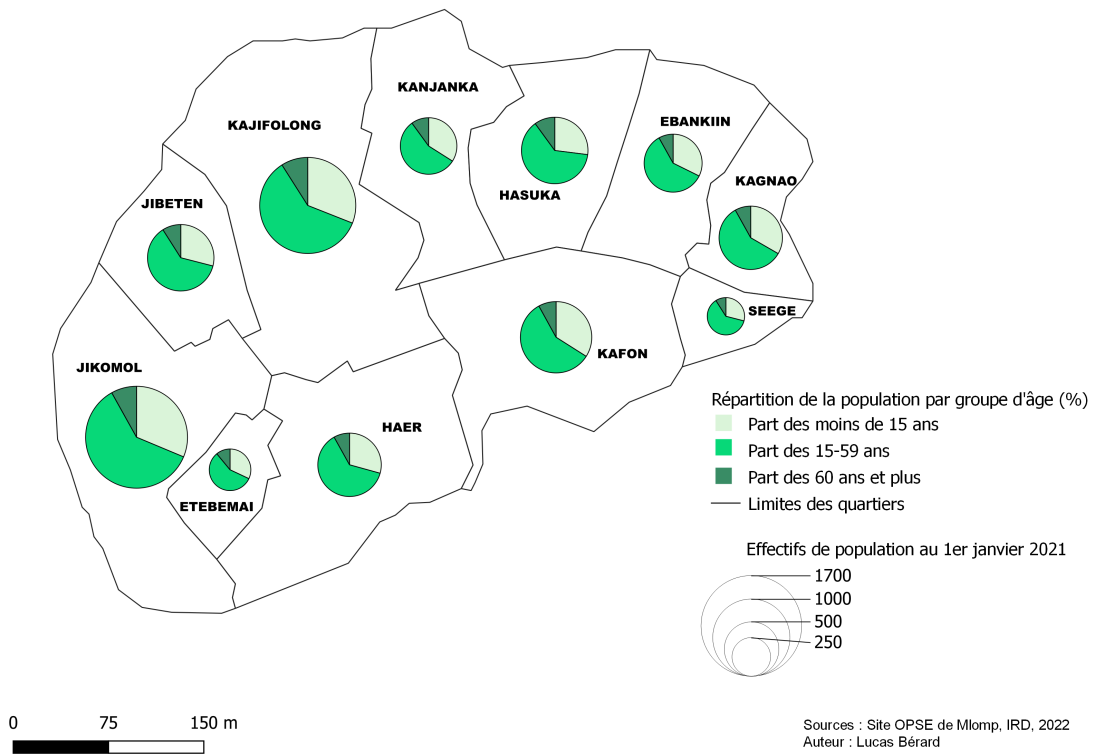 KANJANKA
KAJIFOLONG
EBANKIIN
HASUKA
KAGNAO
JIBETEN
SEEGE
KAFON
JIKOMOL
HAER
ETEBEMAI
Répartition de la population par groupe d'âge (%)
Part des moins de 15 ans
Part des 15-59 ans
Part des 60 ans et plus
Limites des quartiers
Effectifs de population au 1er janvier 2021
1700
1000
500
250
0 75 150 m
Sources : Site OPSE de Mlomp, IRD, 2022
Auteur : Lucas Bérard